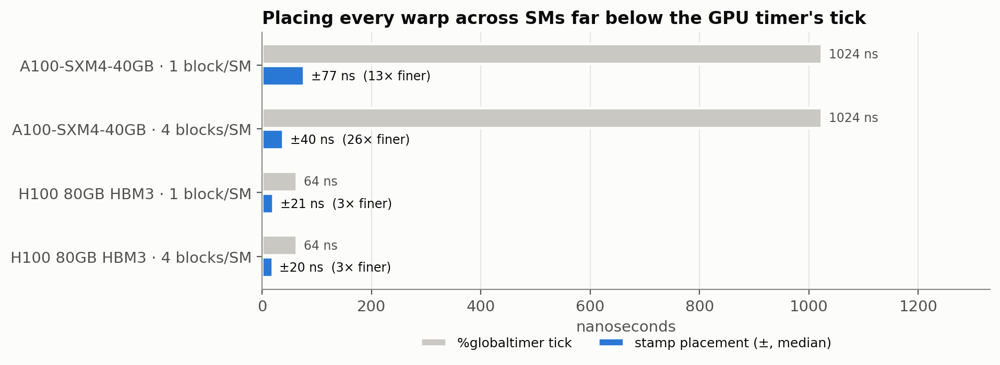 Placing every warp across SMs far below the GPU timer's tick
A100-SXM4-40GB · 1 block/SM
1024 ns
±77 ns (13× finer)
A100-SXM4-40GB · 4 blocks/SM
1024 ns
±40 ns (26× finer)
H100 80GB HBM3 · 1 block/SM
64 ns
±21 ns (3× finer)
H100 80GB HBM3 · 4 blocks/SM
64 ns
±20 ns (3× finer)
0 200 400 600 800 1000 1200
nanoseconds
%globaltimer tick
stamp placement (±, median)